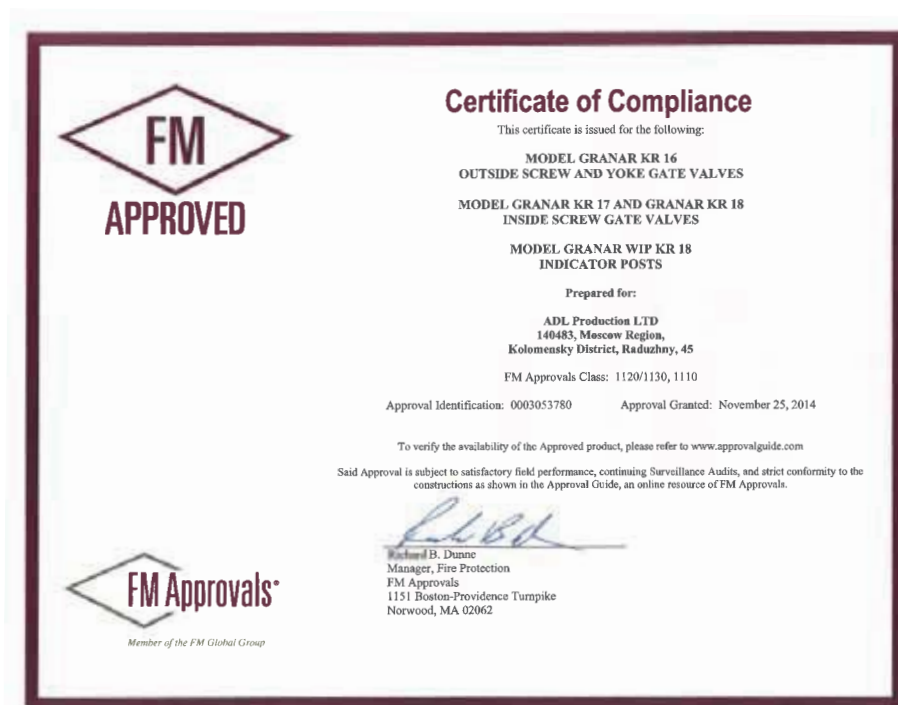 FM
APPROVED
Certificate of Compliance
This certificate is issued for the following:
MODEL GRANAR KR 16
OUTSIDE SCREW AND YOKE GATE VALVES
MODEL GRANAR KR 17 AND GRANAR KR 18
INSIDE SCREW GATE VALVES
MODEL GRANAR WIP KR 18
INDICATOR POSTS
Prepared for:
ADL Production LTD
140483, Moscow Region,
Kolomensky District, Raduzhny, 45
FM Approvals Class: 1120/1130, 1110
Approval Identification: 0003053780 Approval Granted: November 25, 2014
To verify the availability of the Approved product, please refer to www.approvalguide.com
Said Approval is subject to satisfactory field performance, continuing Surveillance Audits, and strict conformity to the
constructions as shown in the Approval Guide, an online resource of FM Approvals.
B. Dunne
Manager, Fire Protection
FM Approvals
1151 Boston-Providence Turnpike
Norwood, MA 02062
FM Approvals
Member of the FM Global Group